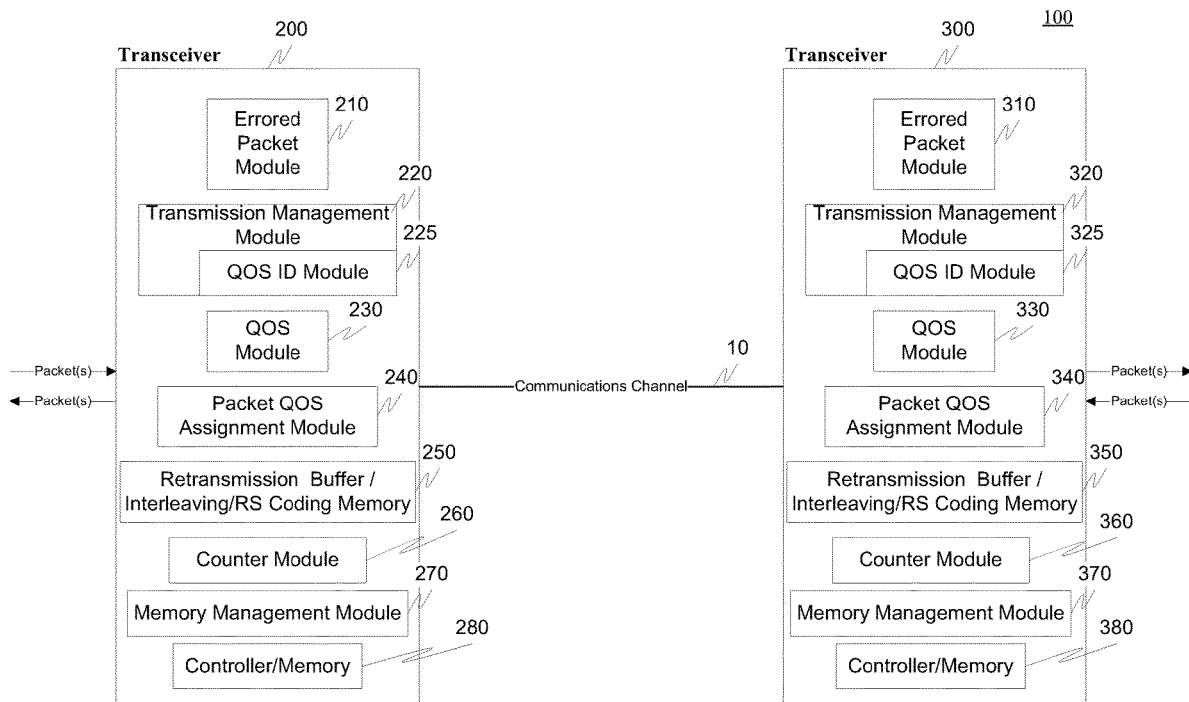 100
200
Transceiver
210
Errored
Packet
Module
220
Transmission Management
Module
225
QOS ID Module
230
QOS
Module
Packet(s)
Packet(s)
240
Packet QOS
Assignment Module
250
Retransmission Buffer /
Interleaving/RS Coding Memory
260
Counter Module
270
Memory Management Module
280
Controller/Memory
10
Communications Channel
300
Transceiver
310
Errored
Packet
Module
320
Transmission Management
Module
325
QOS ID Module
330
QOS
Module
Packet(s)
Packet(s)
340
Packet QOS
Assignment Module
350
Retransmission Buffer /
Interleaving/RS Coding Memory
360
Counter Module
370
Memory Management Module
380
Controller/Memory